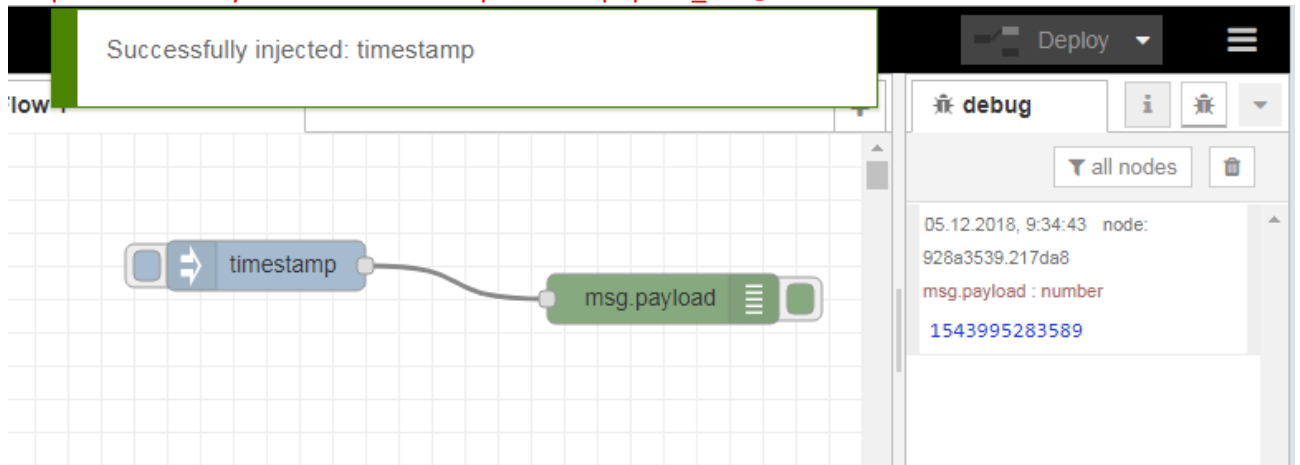 Successfully injected: timestamp
Deploy
debug
i
all nodes
timestamp
msg.payload
05.12.2018, 9:34:43 node:
928a3539.217da8
msg.payload : number
1543995283589